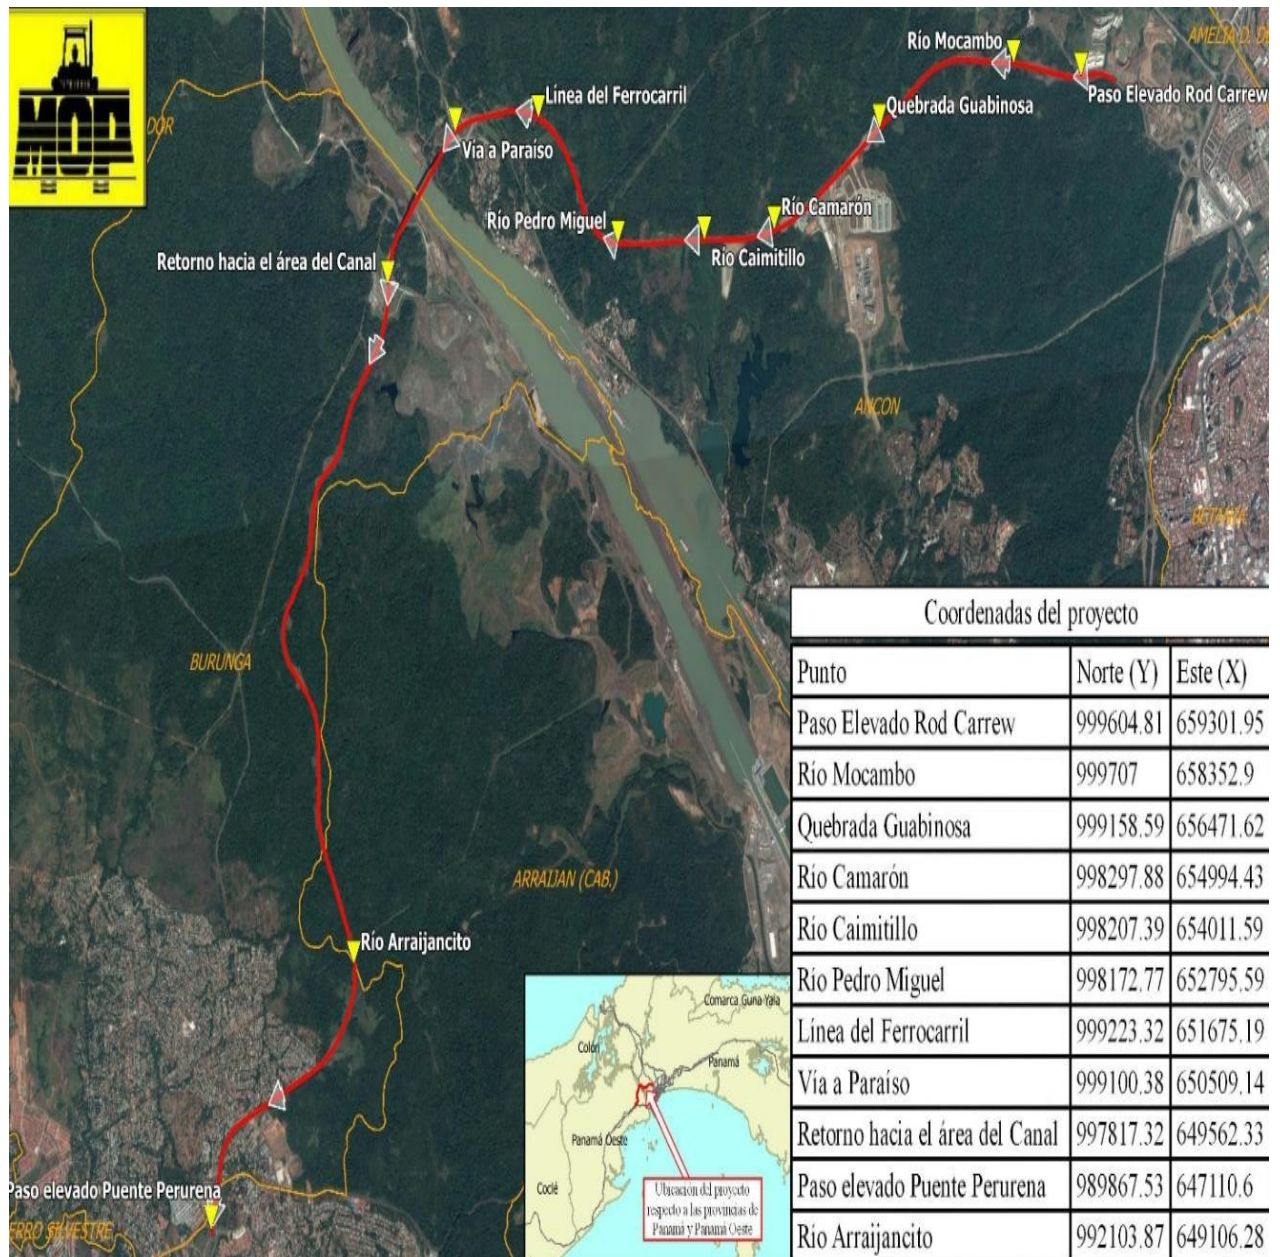 MOP
DOR
AMELIA D. DE
Río Mocambo
Paso Elevado Rod Carrew
Línea del Ferrocarril
Quebrada Guabinosa
Vía a Paraíso
Río Camarón
Río Pedro Miguel
Río Caimitillo
Retorno hacia el área del Canal
ANCON
BETANIA
BURUNGA
ARRAIJAN (CAB.)
Río Arraijancito
Paso elevado Puente Perurena
ERRO SILVESTRE
Comarca Guna Yala
Colón
Panamá
Panamá Oeste
Coclé
Ubicación del proyecto
respecto a las provincias de
Panamá y Panamá Oeste
Coordenadas del proyecto
Punto Norte (Y) Este (X)
Paso Elevado Rod Carrew 999604.81 659301.95
Río Mocambo 999707 658352.9
Quebrada Guabinosa 999158.59 656471.62
Río Camarón 998297.88 654994.43
Río Caimitillo 998207.39 654011.59
Río Pedro Miguel 998172.77 652795.59
Línea del Ferrocarril 999223.32 651675.19
Vía a Paraíso 999100.38 650509.14
Retorno hacia el área del Canal 997817.32 649562.33
Paso elevado Puente Perurena 989867.53 647110.6
Río Arraijancito 992103.87 649106.28